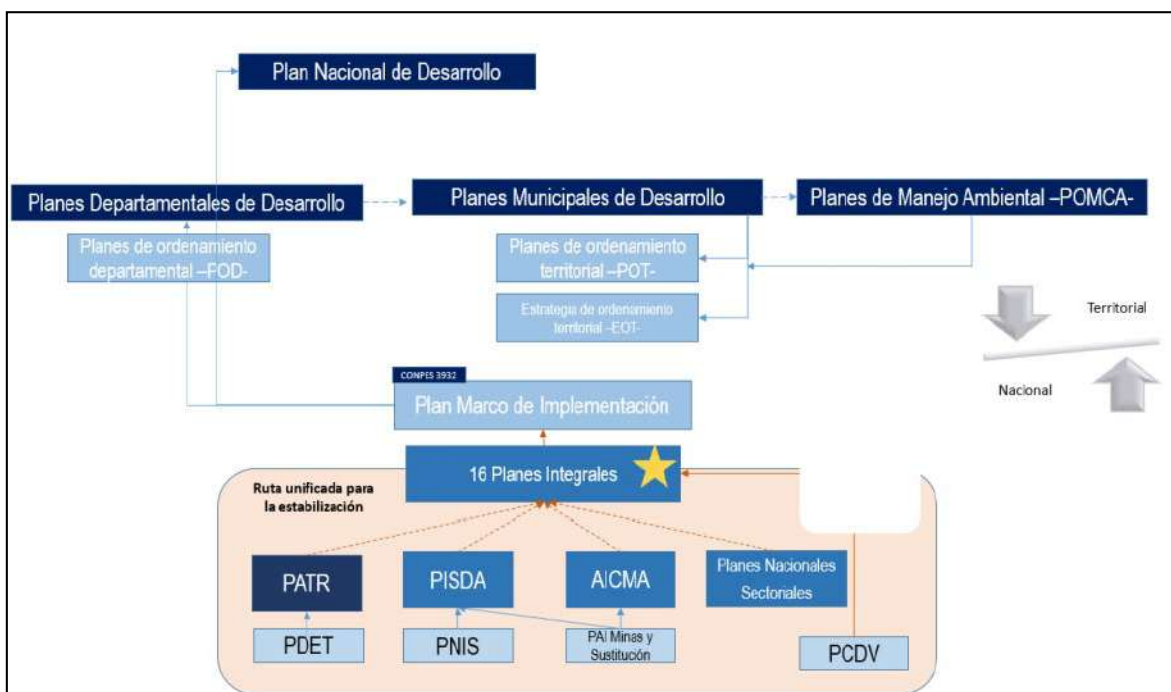 Plan Nacional de Desarrollo
Planes Departamentales de Desarrollo
Planes Municipales de Desarrollo
Planes de Manejo Ambiental –POMCA-
Planes de ordenamiento
departamental –FOD-
Planes de ordenamiento
territorial –POT-
Estrategia de ordenamiento
territorial –EOT-
Territorial
Nacional
CONPES 3932
Plan Marco de Implementación
16 Planes Integrales
Ruta unificada para
la estabilización
PATR
PISDA
AICMA
Planes Nacionales
Sectoriales
PDET
PNIS
PAI Minas y
Sustitución
PCDV